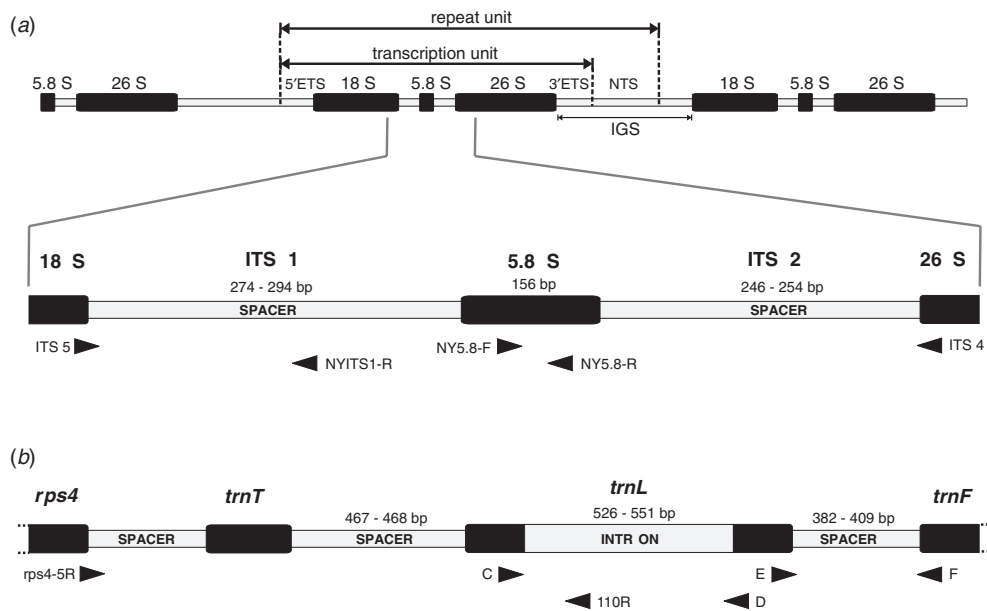 (a)
repeat unit
transcription unit
5.8 S 26 S 5′ETS 18 S 5.8 S 26 S 3′ETS NTS 18 S 5.8 S 26 S
IGS
18 S ITS 1 5.8 S ITS 2 26 S
274 - 294 bp 156 bp 246 - 254 bp
SPACER SPACER
ITS 5 NY5.8-F ITS 4
NYITS1-R NY5.8-R
(b)
rps4 trnT trnL trnF
467 - 468 bp 526 - 551 bp 382 - 409 bp
SPACER SPACER INTR ON SPACER
rps4-5R C E F
110R D